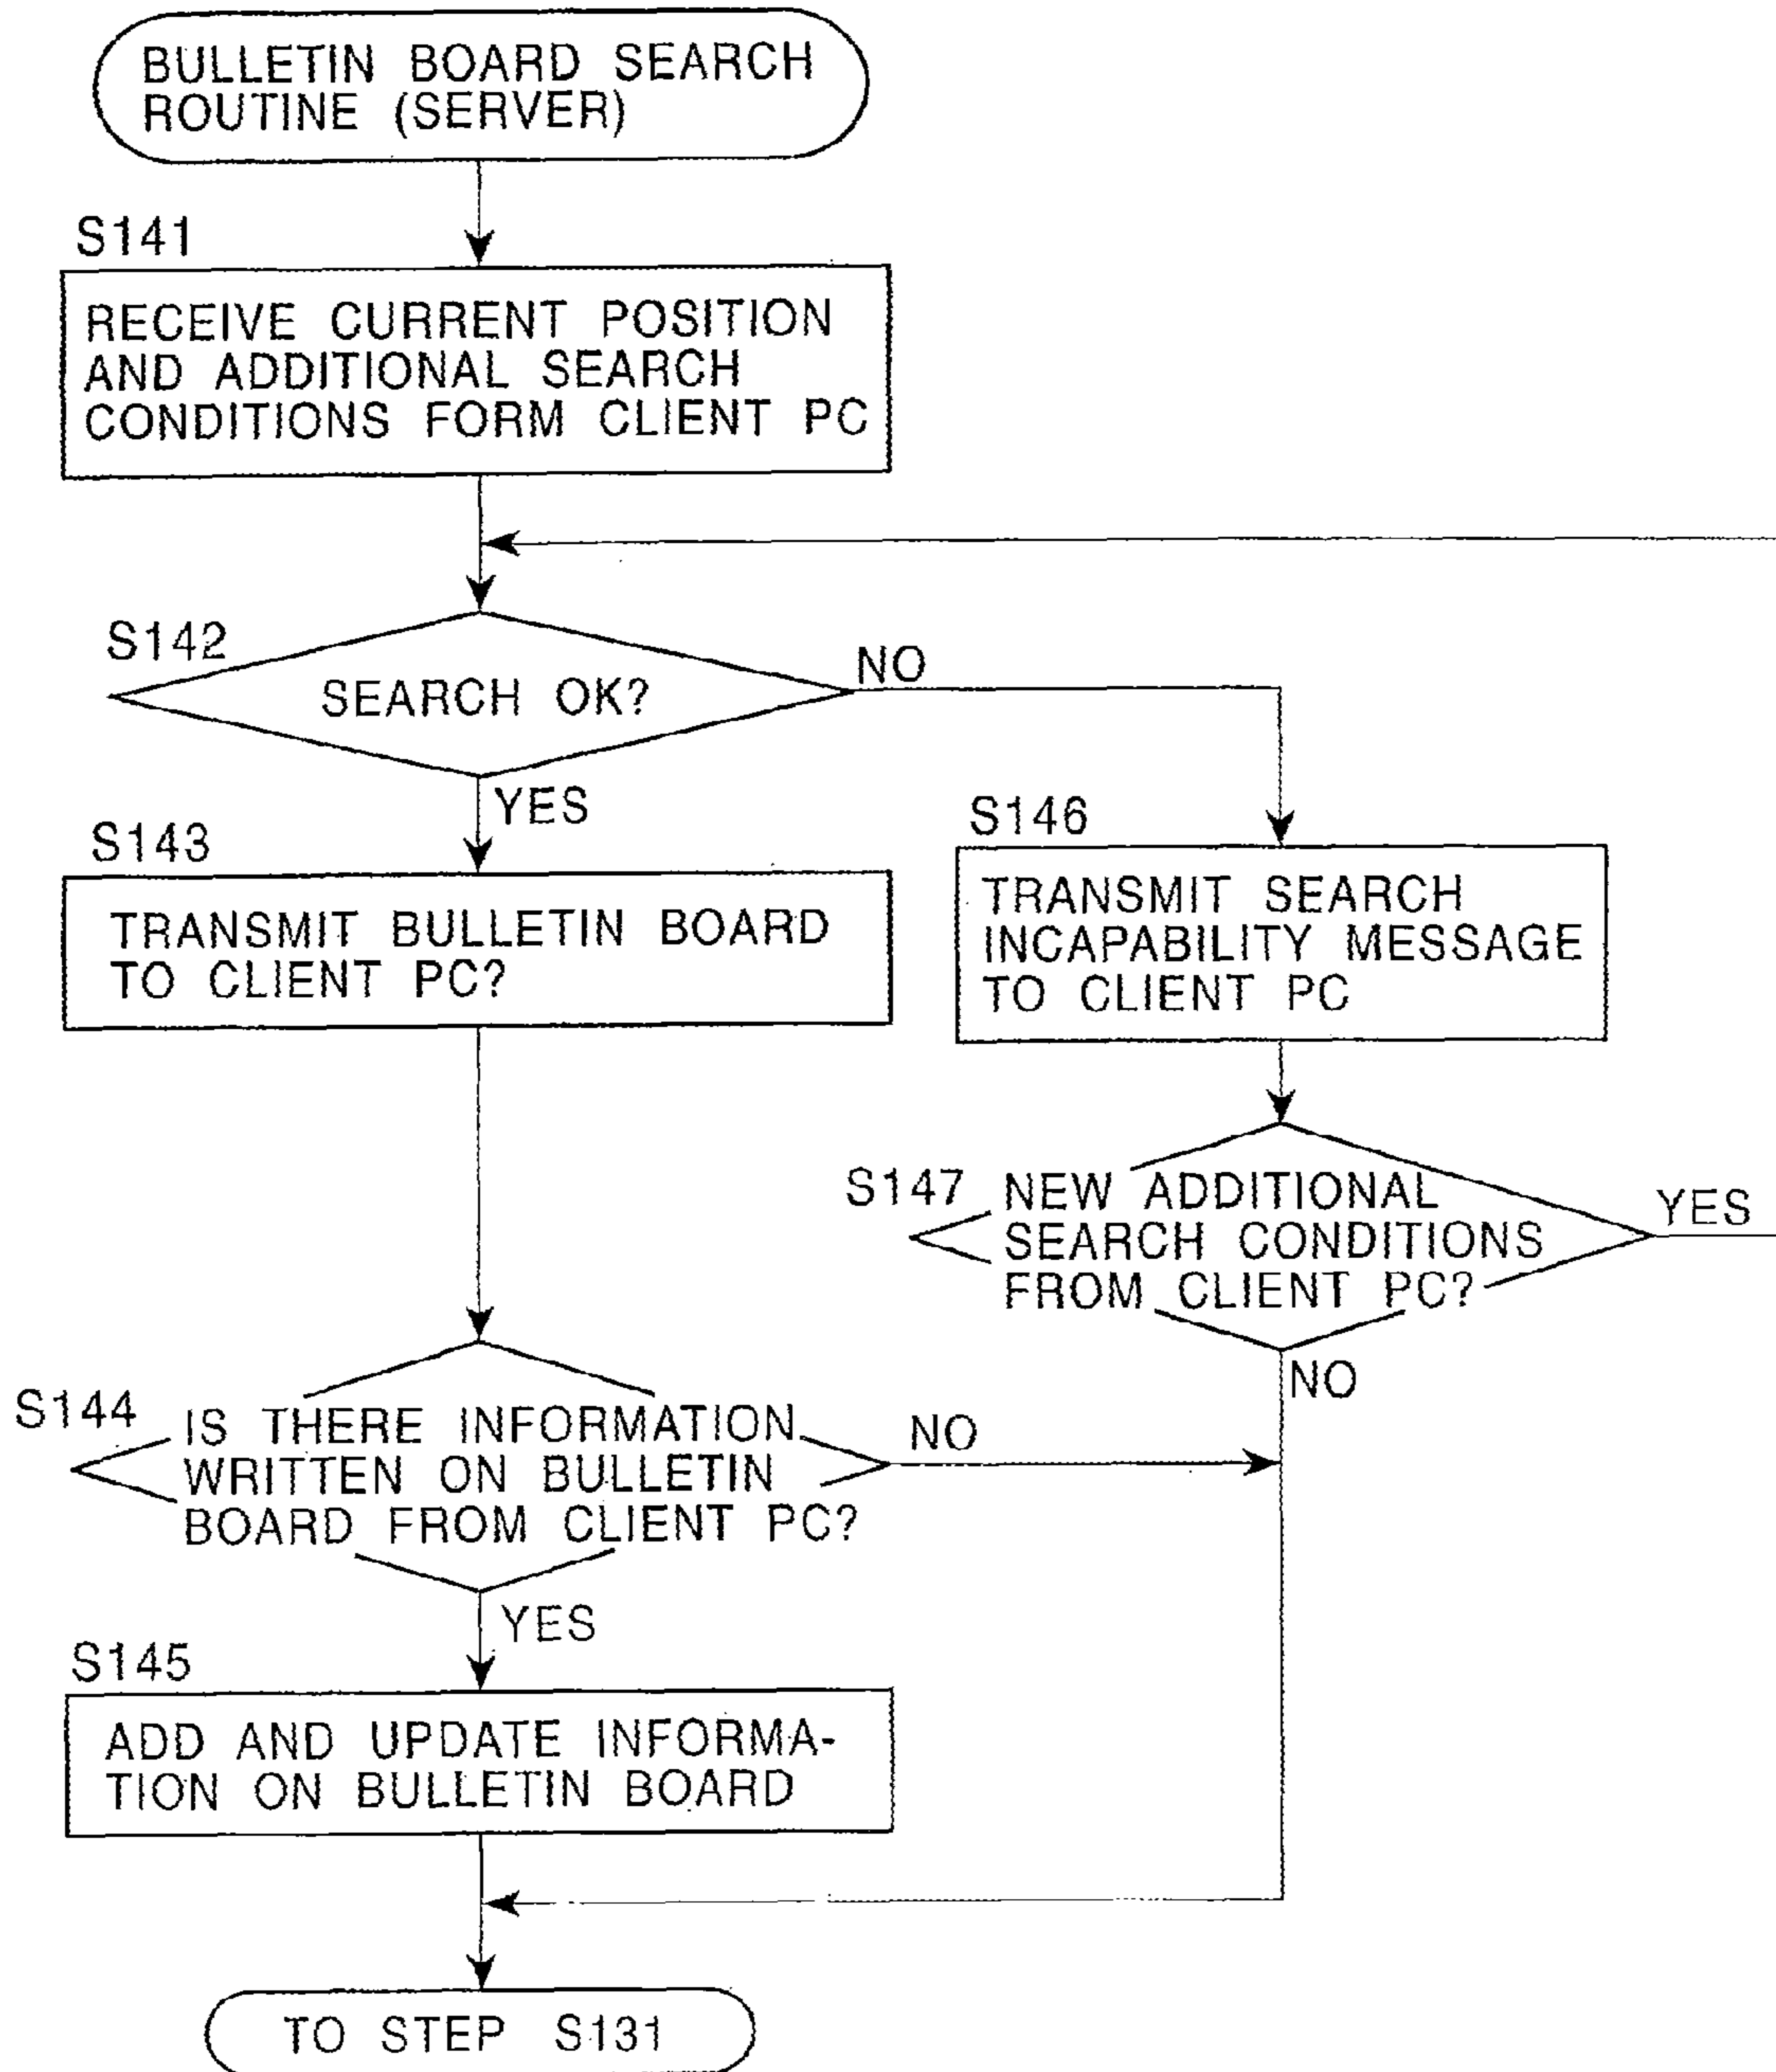 BULLETIN BOARD SEARCH
ROUTINE (SERVER)
S141
RECEIVE CURRENT POSITION
AND ADDITIONAL SEARCH
CONDITIONS FORM CLIENT PC
S142
SEARCH OK?
NO
YES
S143
TRANSMIT BULLETIN BOARD
TO CLIENT PC?
S146
TRANSMIT SEARCH
INCAPABILITY MESSAGE
TO CLIENT PC
S147
NEW ADDITIONAL
SEARCH CONDITIONS
FROM CLIENT PC?
YES
NO
S144
IS THERE INFORMATION
WRITTEN ON BULLETIN
BOARD FROM CLIENT PC?
NO
YES
S145
ADD AND UPDATE INFORMA-
TION ON BULLETIN BOARD
TO STEP S131